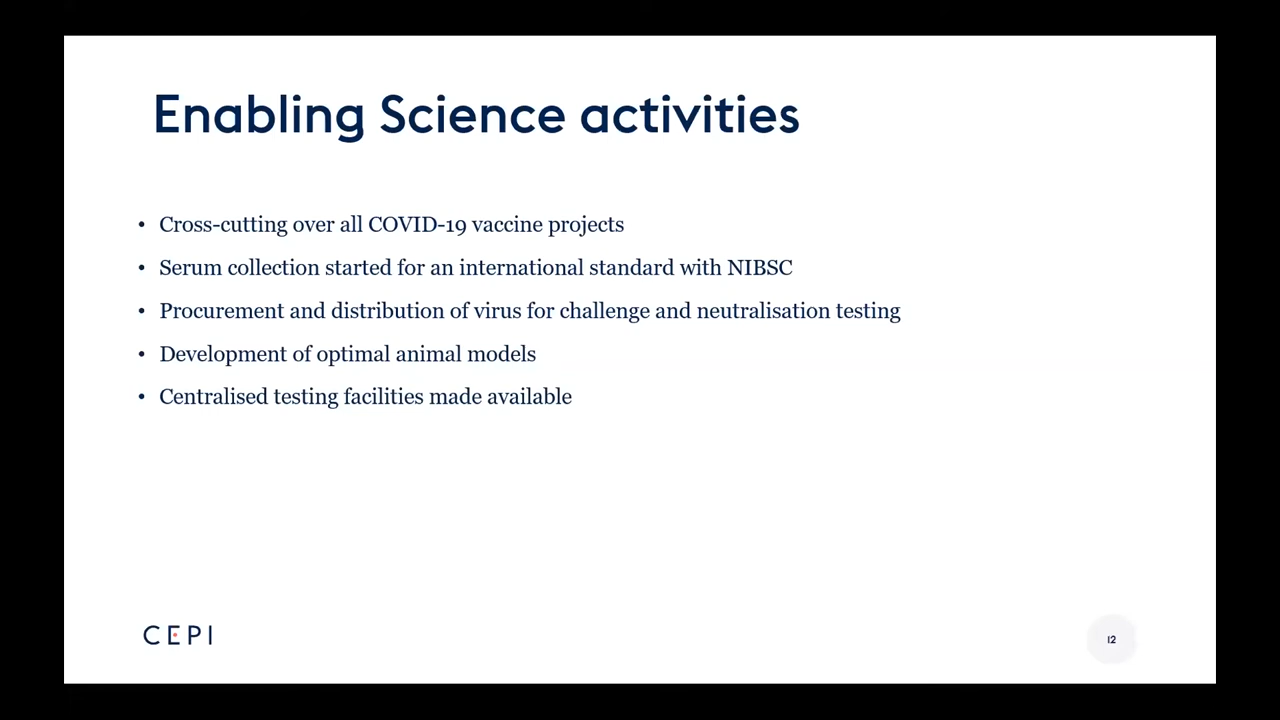 Enabling Science activities
• Cross-cutting over all COVID-19 vaccine projects
• Serum collection started for an international standard with NIBSC
• Procurement and distribution of virus for challenge and neutralisation testing
• Development of optimal animal models
• Centralised testing facilities made available
CEPI
12